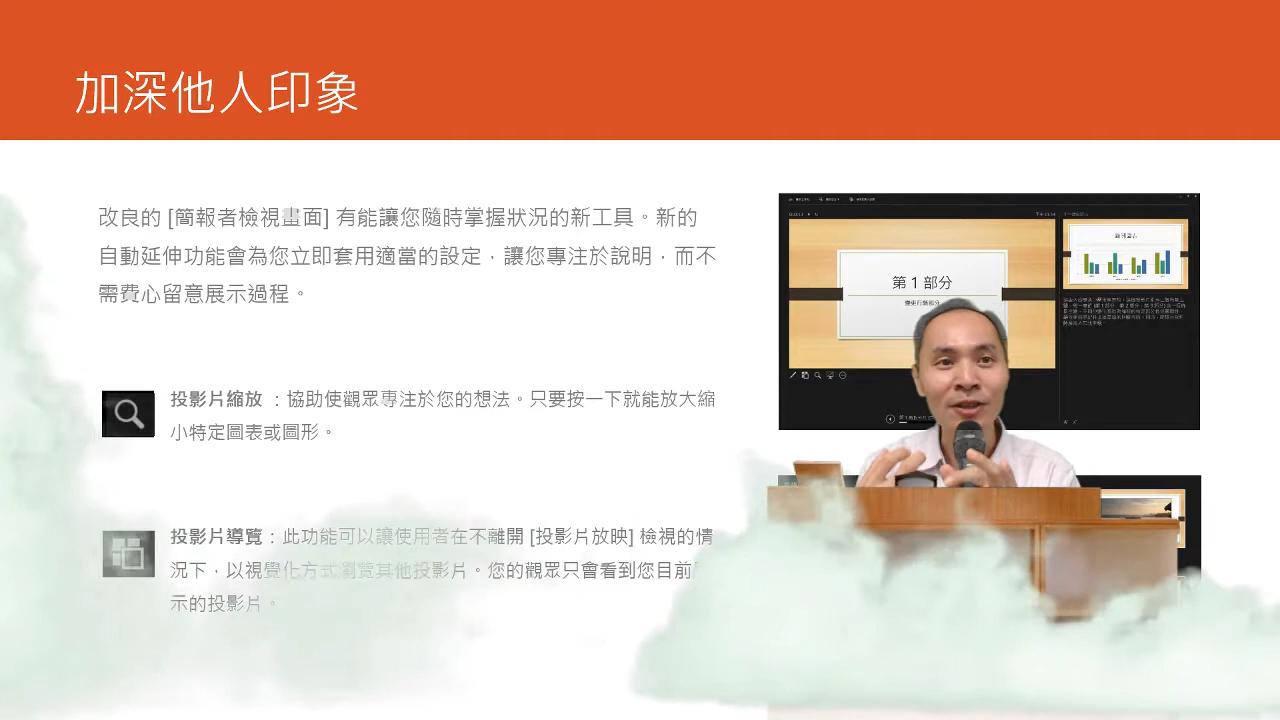 加深他人印象
改良的 [簡報者檢視畫面] 有能讓您隨時掌握狀況的新工具。新的
自動延伸功能會為您立即套用適當的設定，讓您專注於說明，而不
需費心留意展示過程。
投影片縮放 ：協助使觀眾專注於您的想法。只要按一下就能放大縮
小特定圖表或圖形。
投影片導覽：此功能可以讓使用者在不離開 [投影片放映] 檢視的情
況下，以視覺化方式瀏覽其他投影片。您的觀眾只會看到您目前
示的投影片。
第 1 部分